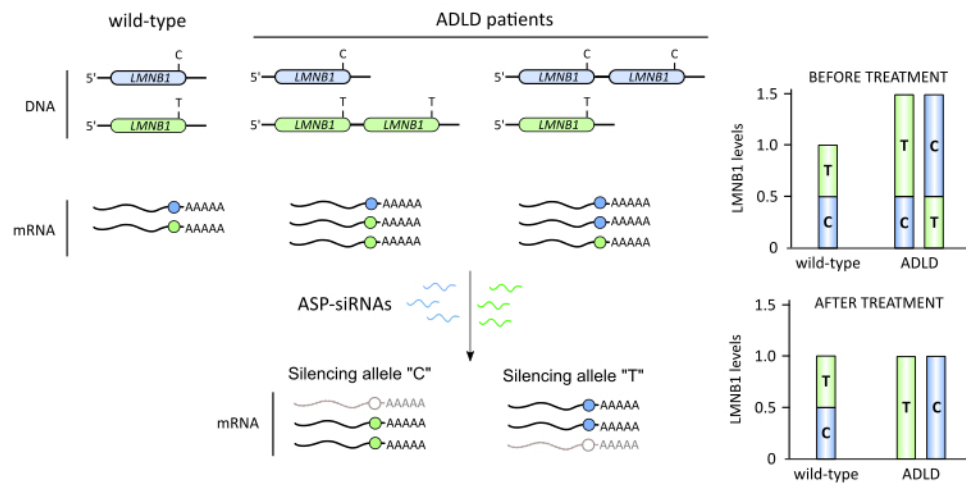 wild-type
ADLD patients
C
C
C
C
DNA
5'
LMNB1
5'
LMNB1
5'
LMNB1
LMNB1
T
T
T
T
5'
LMNB1
5'
LMNB1
LMNB1
5'
LMNB1
mRNA
AAAAA
AAAAA
AAAAA
AAAAA
AAAAA
AAAAA
AAAAA
AAAAA
ASP-siRNAs
Silencing allele "C"
Silencing allele "T"
mRNA
AAAAA
AAAAA
AAAAA
AAAAA
AAAAA
AAAAA
BEFORE TREATMENT
LMNB1 levels
1.5
1.0
0.5
0
T
C
T
C
C
T
wild-type
ADLD
AFTER TREATMENT
LMNB1 levels
1.5
1.0
0.5
0
T
C
T
C
wild-type
ADLD